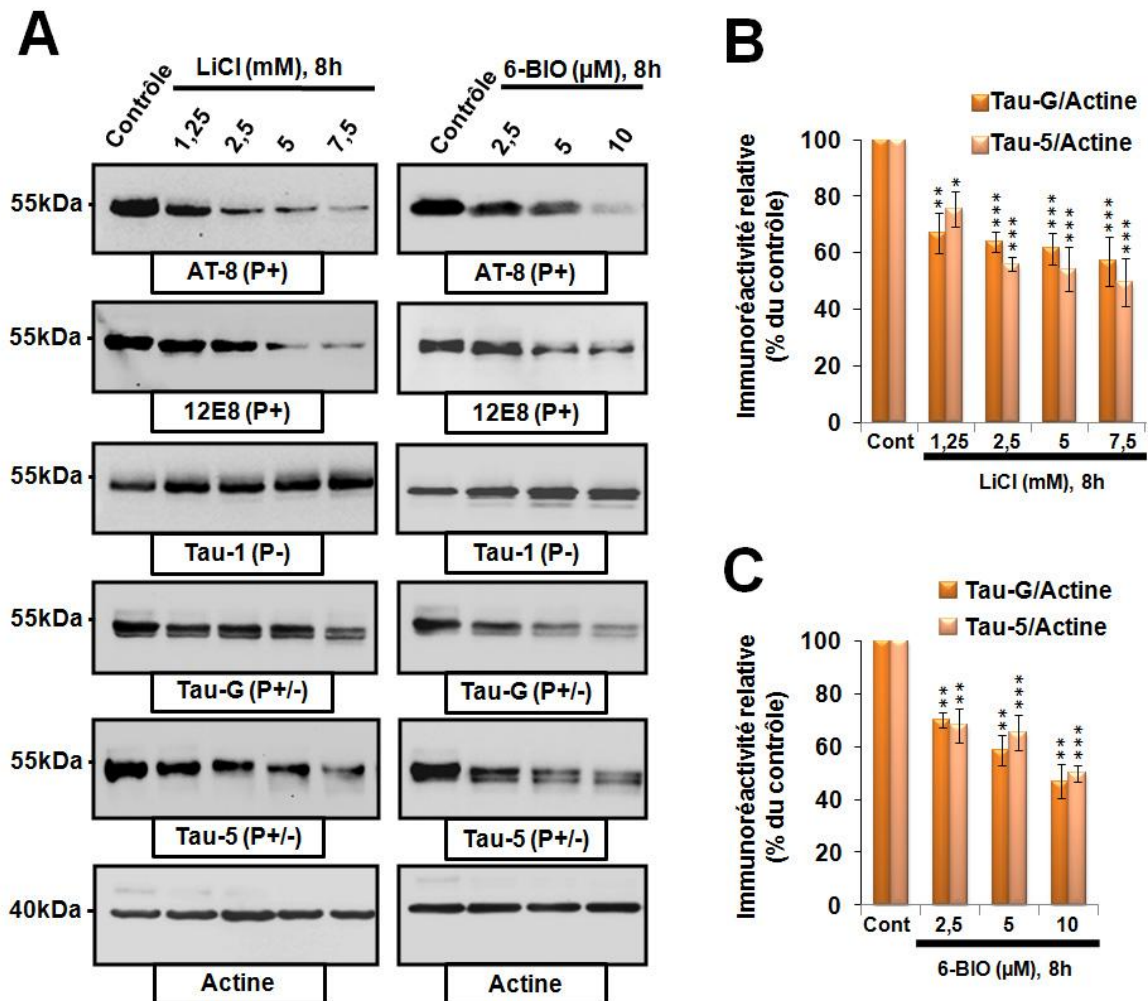 A
LiCl (mM), 8h
Contrôle
1,25
2,5
5
7,5
6-BIO (µM), 8h
Contrôle
2,5
5
10
55kDa
AT-8 (P+)
AT-8 (P+)
55kDa
12E8 (P+)
12E8 (P+)
55kDa
Tau-1 (P-)
Tau-1 (P-)
55kDa
Tau-G (P+/-)
Tau-G (P+/-)
55kDa
Tau-5 (P+/-)
Tau-5 (P+/-)
40kDa
Actine
Actine
B
Tau-G/Actine
Tau-5/Actine
Immunoréactivité relative
(% du contrôle)
100
80
60
40
20
0
** * *** *** *** *** *** ***
Cont 1,25 2,5 5 7,5
LiCl (mM), 8h
C
Tau-G/Actine
Tau-5/Actine
Immunoréactivité relative
(% du contrôle)
100
80
60
40
20
0
** ** ** *** ** ***
Cont 2,5 5 10
6-BIO (µM), 8h